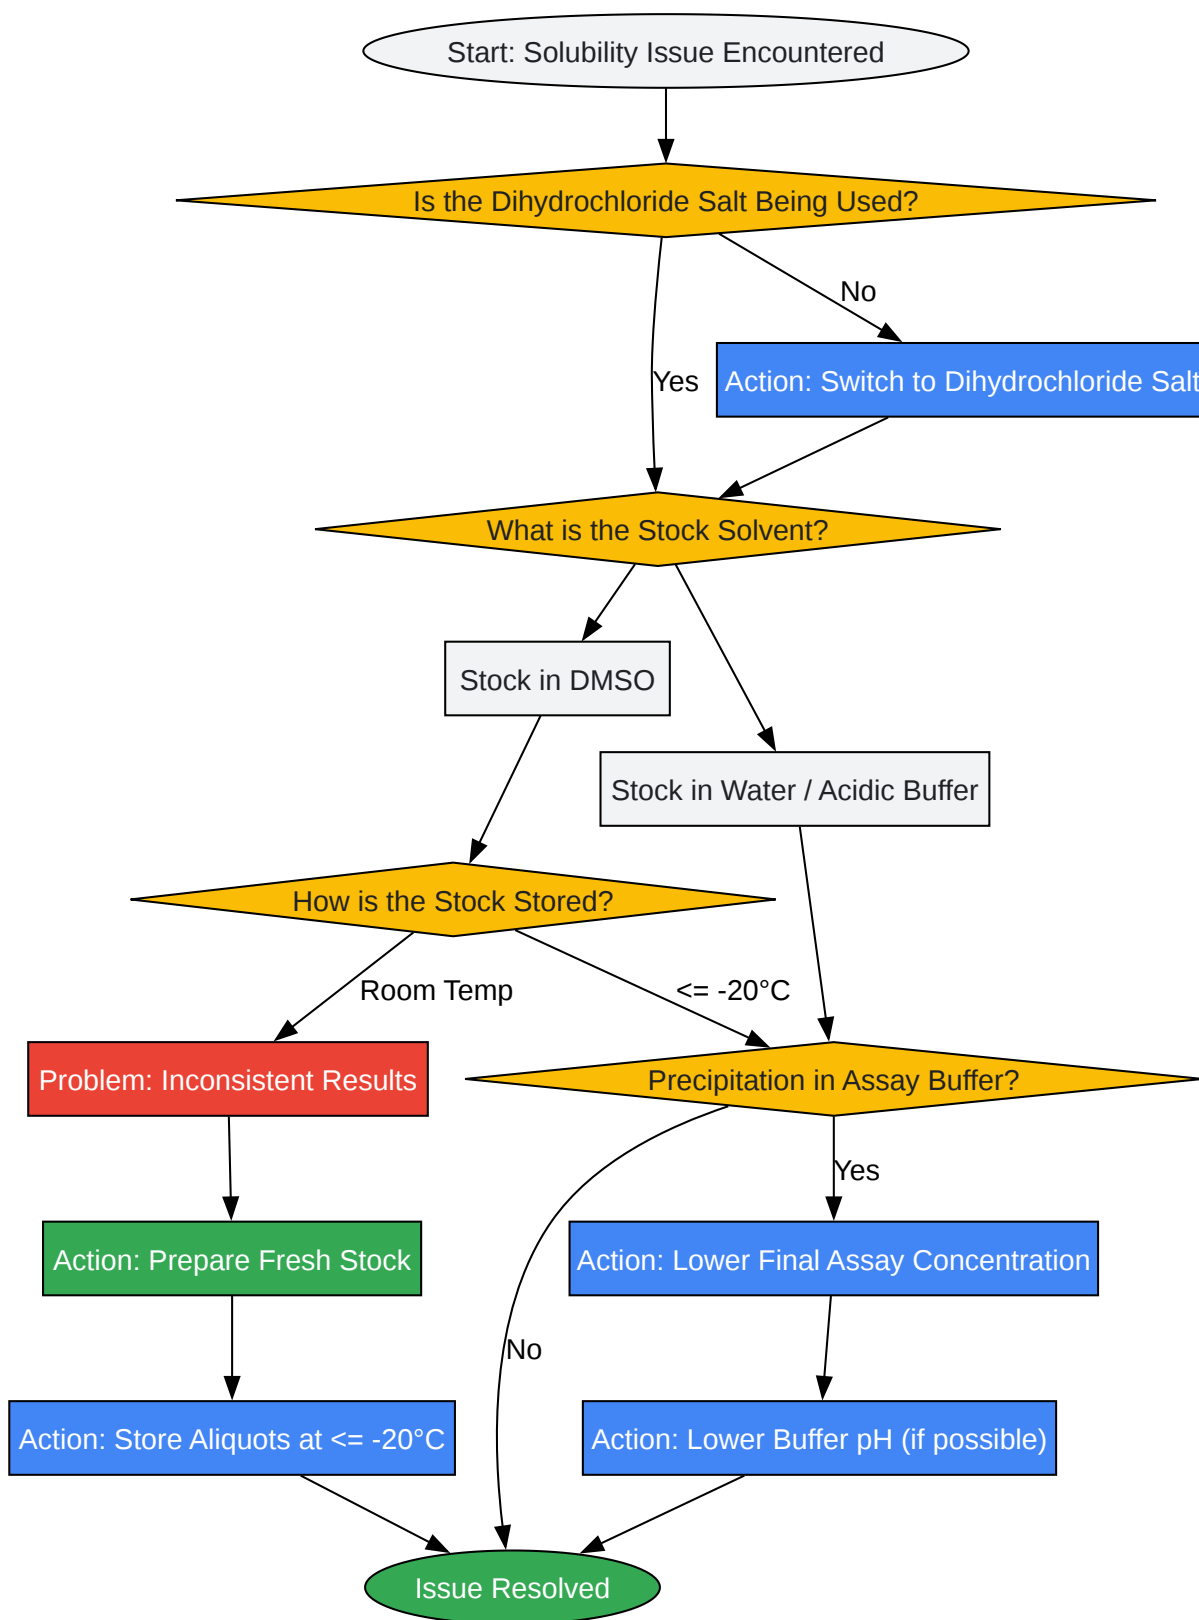 Start: Solubility Issue Encountered
Is the Dihydrochloride Salt Being Used?
No
Yes
Action: Switch to Dihydrochloride Salt
What is the Stock Solvent?
Stock in DMSO
Stock in Water / Acidic Buffer
How is the Stock Stored?
Room Temp
<= -20°C
Problem: Inconsistent Results
Precipitation in Assay Buffer?
Yes
Action: Prepare Fresh Stock
Action: Lower Final Assay Concentration
No
Action: Store Aliquots at <= -20°C
Action: Lower Buffer pH (if possible)
Issue Resolved